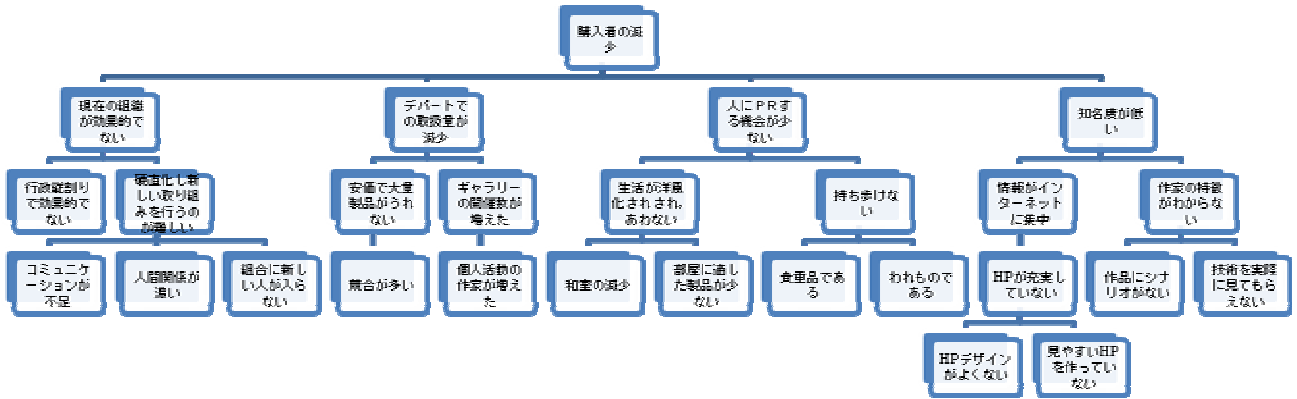 購入者の減
少
現在の組織
が効果的で
ない
デパートで
の取扱量が
減少
人にＰＲす
る機会が少
ない
知名度が低
い
行政縦割り
で効果的で
ない
硬直化し新
しい取り組
みを行うの
が難しい
安価で大量
製品がうれ
ない
ギャラリー
の開催数が
増えた
生活が洋風
化されされ,
あわない
持ち歩けな
い
情報がイン
ターネット
に集中
作家の特徴
がわからな
い
コミュニケ
ーションが
不足
人間関係が
濃い
組合に新し
い人が入ら
ない
競合が多い
個人活動の
作家が増え
た
和室の減少
部屋に適し
た製品が少
ない
貴重品であ
る
われもので
ある
HPが充実し
ていない
作品にシナ
リオがない
技術を実際
に見てもら
えない
HPデザイン
がよくない
見やすいHP
を作ってい
ない